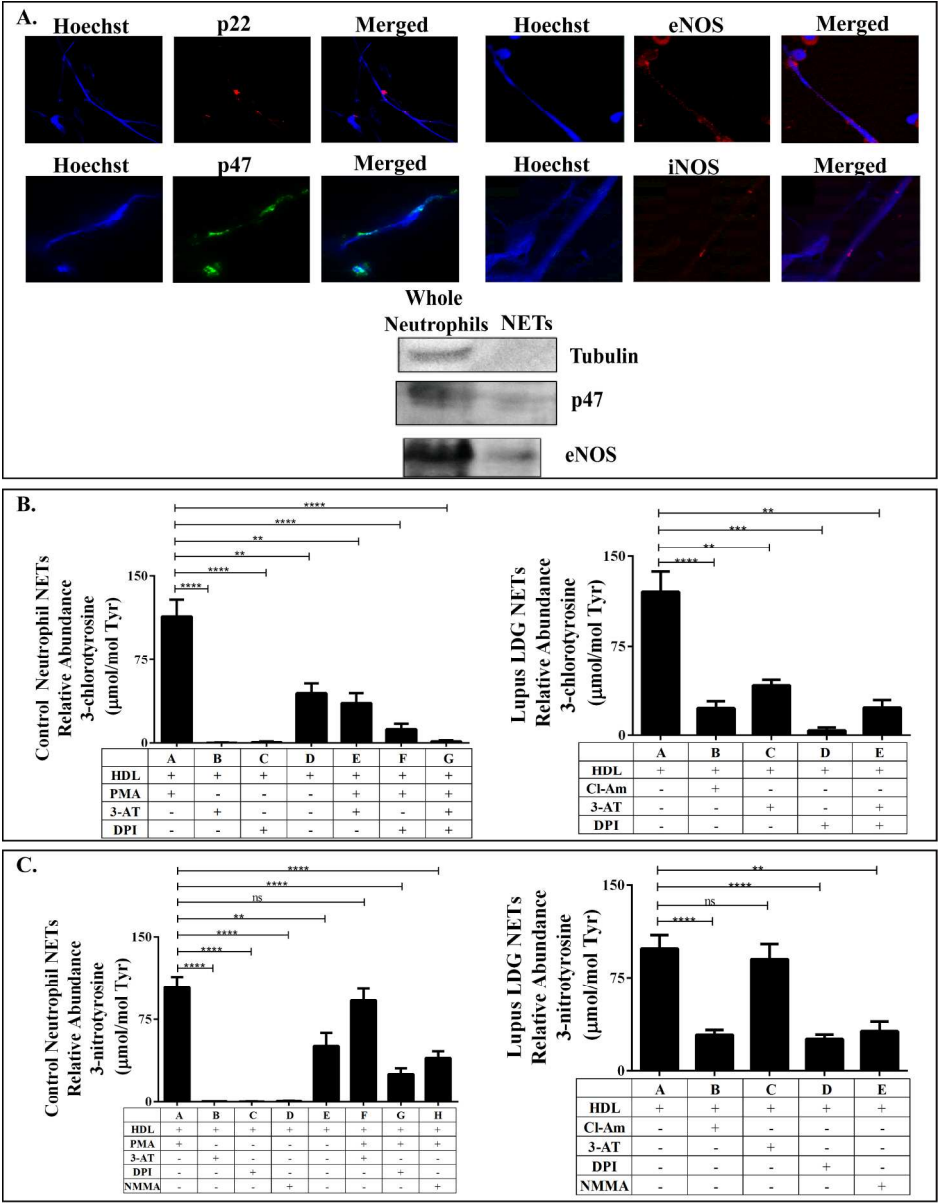 A.
Hoechst p22 Merged Hoechst eNOS Merged
Hoechst p47 Merged Hoechst iNOS Merged
Whole
Neutrophils NETs
Tubulin
p47
eNOS
B.
Control Neutrophil NETs
Relative Abundance
3-chlorotyrosine
(μmol/mol Tyr)
****
****
**
**
****
****
150
75
0
A B C D E F G
HDL + + + + + + +
PMA + - - - + + +
3-AT - + - - + - +
DPI - - + - - + +
Lupus LDG NETs
Relative Abundance
3-chlorotyrosine
(μmol/mol Tyr)
**
***
**
****
150
75
0
A B C D E
HDL + + + + +
Cl-Am - + - - -
3-AT - - + - +
DPI - - - + +
C.
Control Neutrophil NETs
Relative Abundance
3-nitrotyrosine
(μmol/mol Tyr)
****
****
ns
**
****
****
****
150
75
0
A B C D E F G H
HDL + + + + + + + +
PMA + - - - - + + +
3-AT - + - - - + - -
DPI - - + - - - + -
NMMA - - - + - - - +
Lupus LDG NETs
Relative Abundance
3-nitrotyrosine
(μmol/mol Tyr)
**
****
ns
****
150
75
0
A B C D E
HDL + + + + +
Cl-Am - + - - -
3-AT - - + - -
DPI - - - + -
NMMA - - - - +